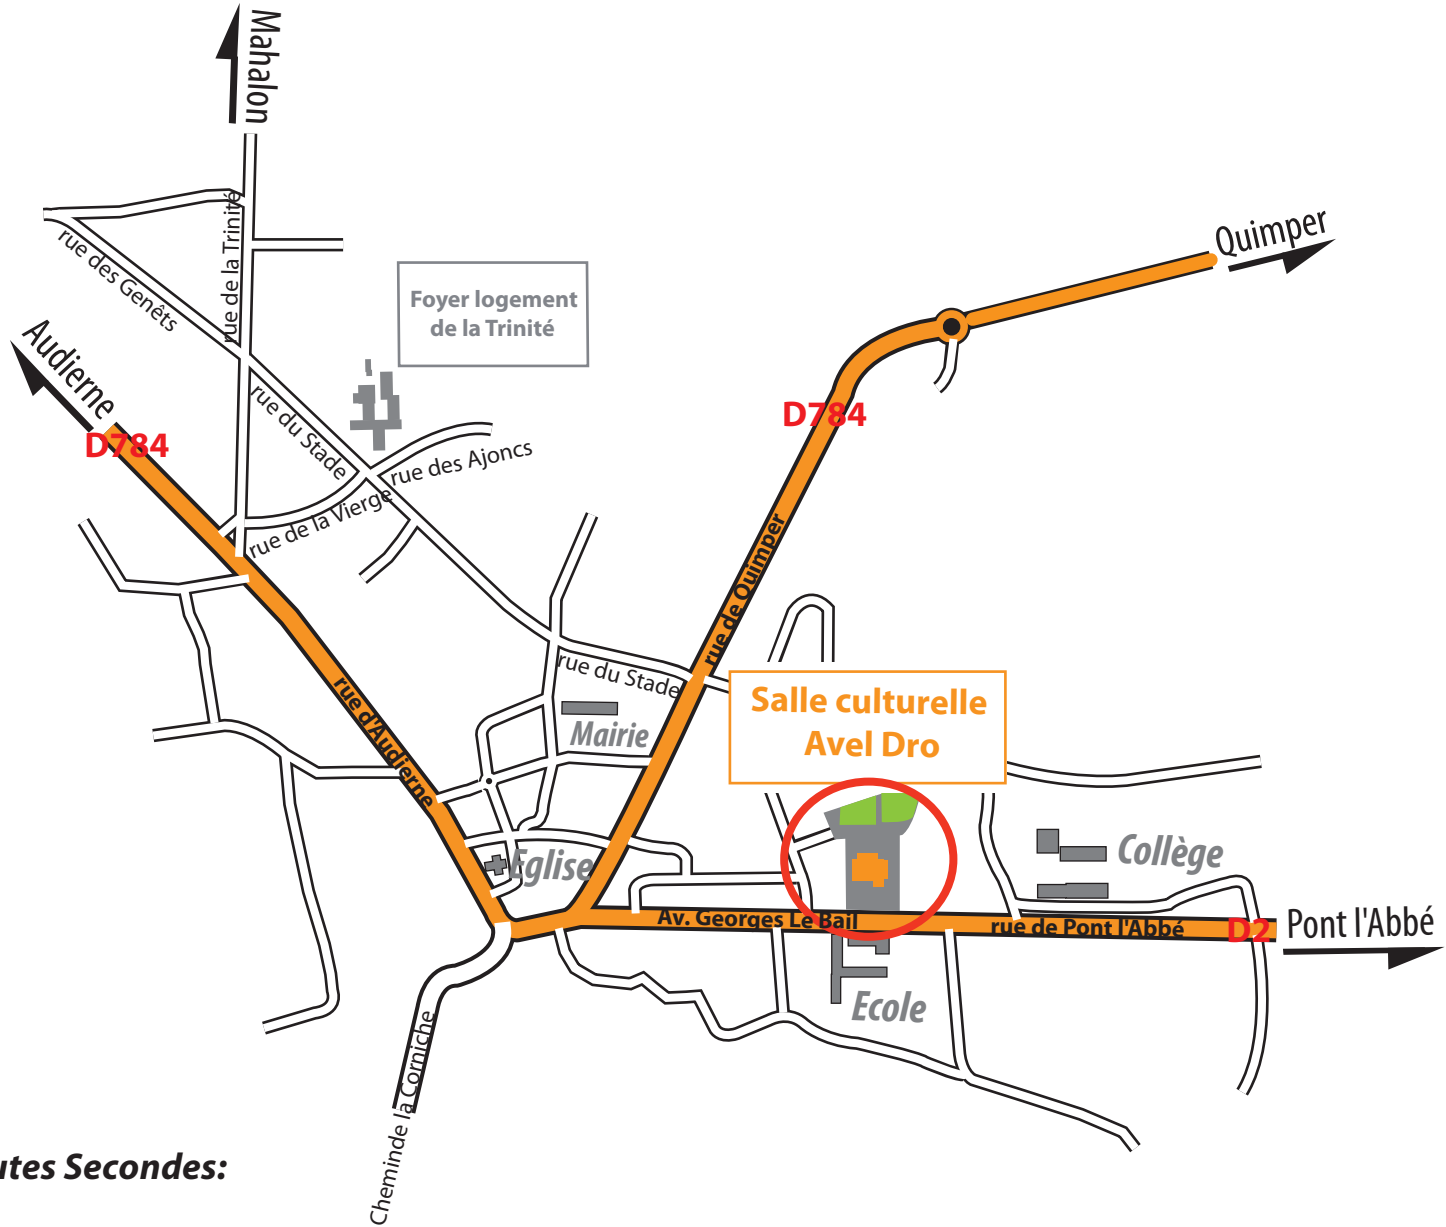 Mahalon
rue de la Trinité
rue des Genêts
Quimper
Foyer logement
de la Trinité
Audierne
D784
rue du Stade
rue des Ajoncs
rue de la Vierge
D784
rue de Quimper
rue du Stade
Salle culturelle
Avel Dro
Mairie
rue d'Audierne
Eglise
Collège
Av. Georges Le Bail
rue de Pont l'Abbé
D2
Pont l'Abbé
Ecole
Cheminde la Corniche
utes Secondes: